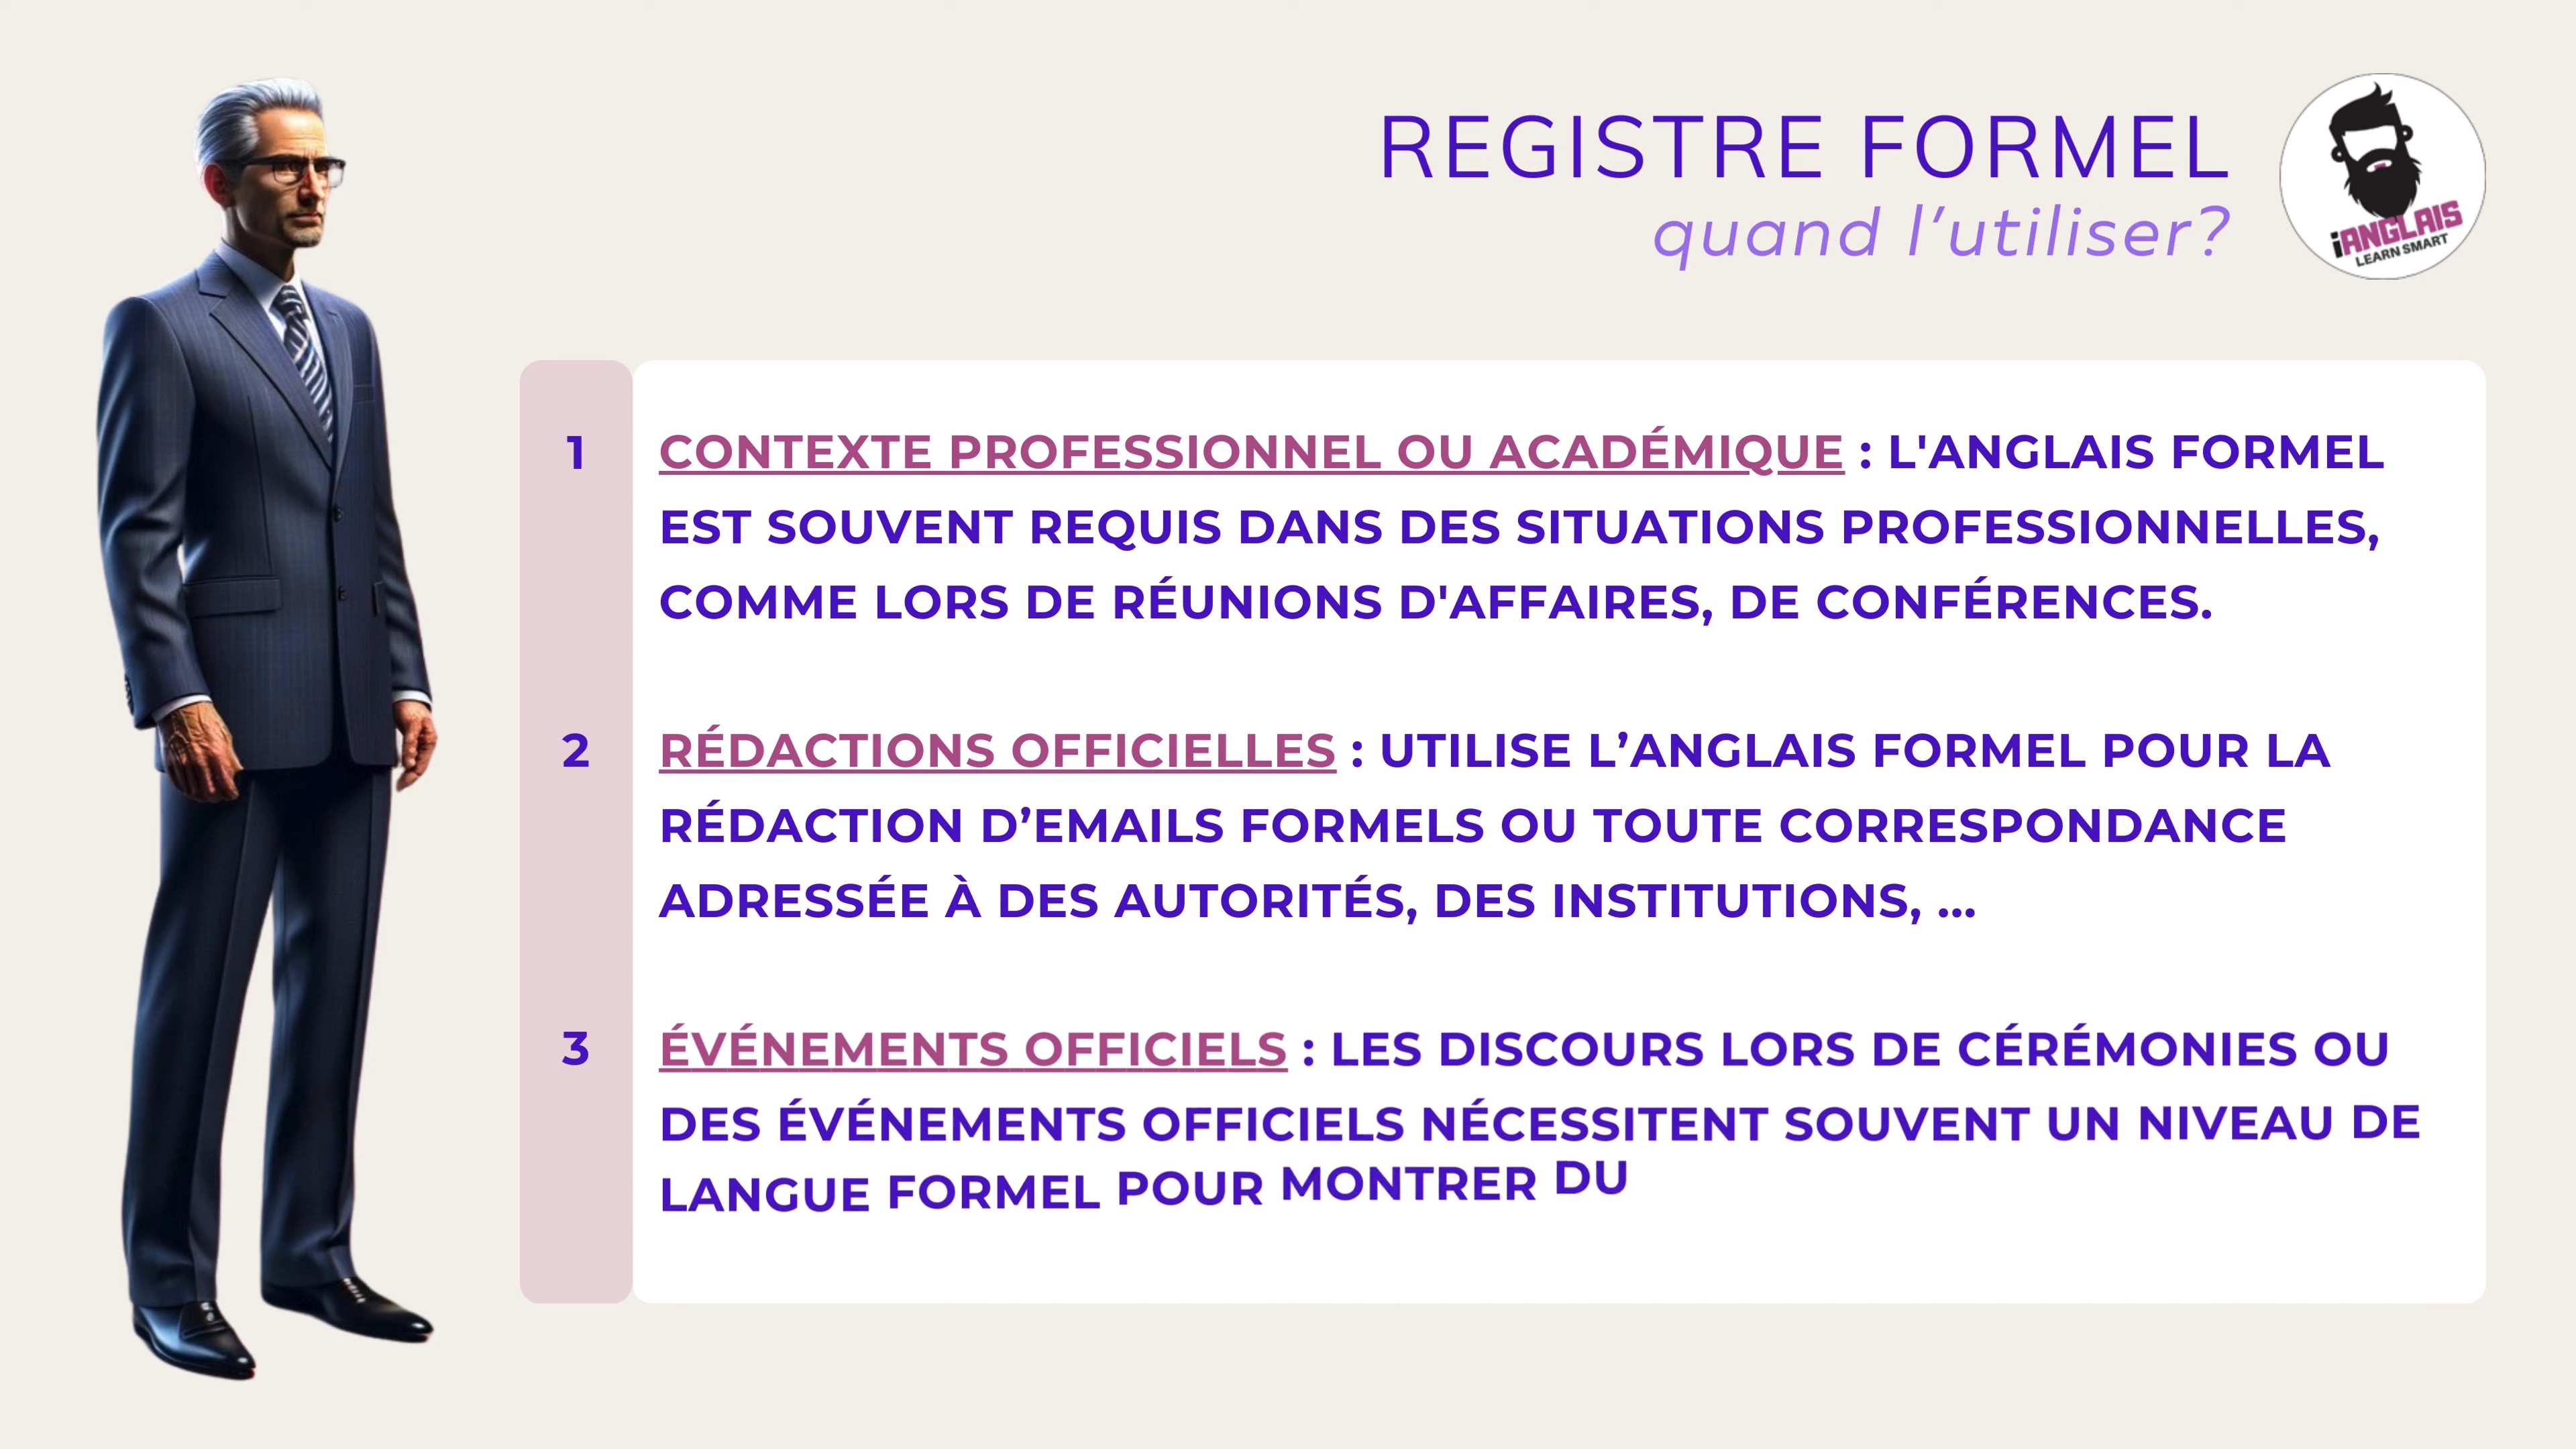 REGISTRE FORMEL
quand l’utiliser?
iANGLAIS
LEARN SMART
1 CONTEXTE PROFESSIONNEL OU ACADÉMIQUE : L'ANGLAIS FORMEL
EST SOUVENT REQUIS DANS DES SITUATIONS PROFESSIONNELLES,
COMME LORS DE RÉUNIONS D'AFFAIRES, DE CONFÉRENCES.
2 RÉDACTIONS OFFICIELLES : UTILISE L’ANGLAIS FORMEL POUR LA
RÉDACTION D’EMAILS FORMELS OU TOUTE CORRESPONDANCE
ADRESSÉE À DES AUTORITÉS, DES INSTITUTIONS, ...
3 ÉVÉNEMENTS OFFICIELS : LES DISCOURS LORS DE CÉRÉMONIES OU
DES ÉVÉNEMENTS OFFICIELS NÉCESSITENT SOUVENT UN NIVEAU DE
LANGUE FORMEL POUR MONTRER DU